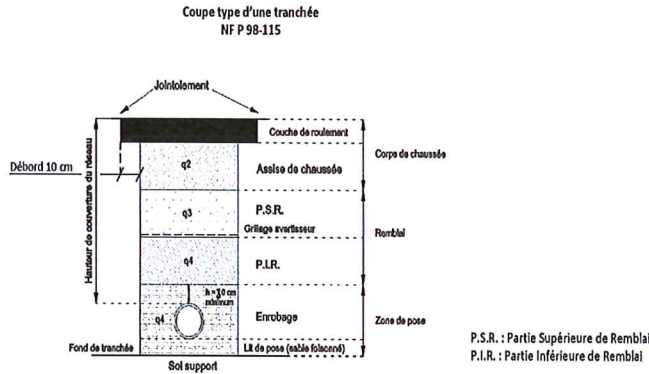 Coupe type d'une tranchée
NF P 98-115
Jointoiement
Couche de roulement
Corps de chaussée
Débord 10 cm
Hauteur de couverture du réseau
q2
Assise de chaussée
q3
P.S.R.
Grillage avertisseur
Remblai
q4
P.I.R.
h = 10 cm
minimum
q4
Enrobage
Zone de pose
Fond de tranchée
Lit de pose (sable foisonné)
Sol support
P.S.R. : Partie Supérieure de Remblai
P.I.R. : Partie Inférieure de Remblai